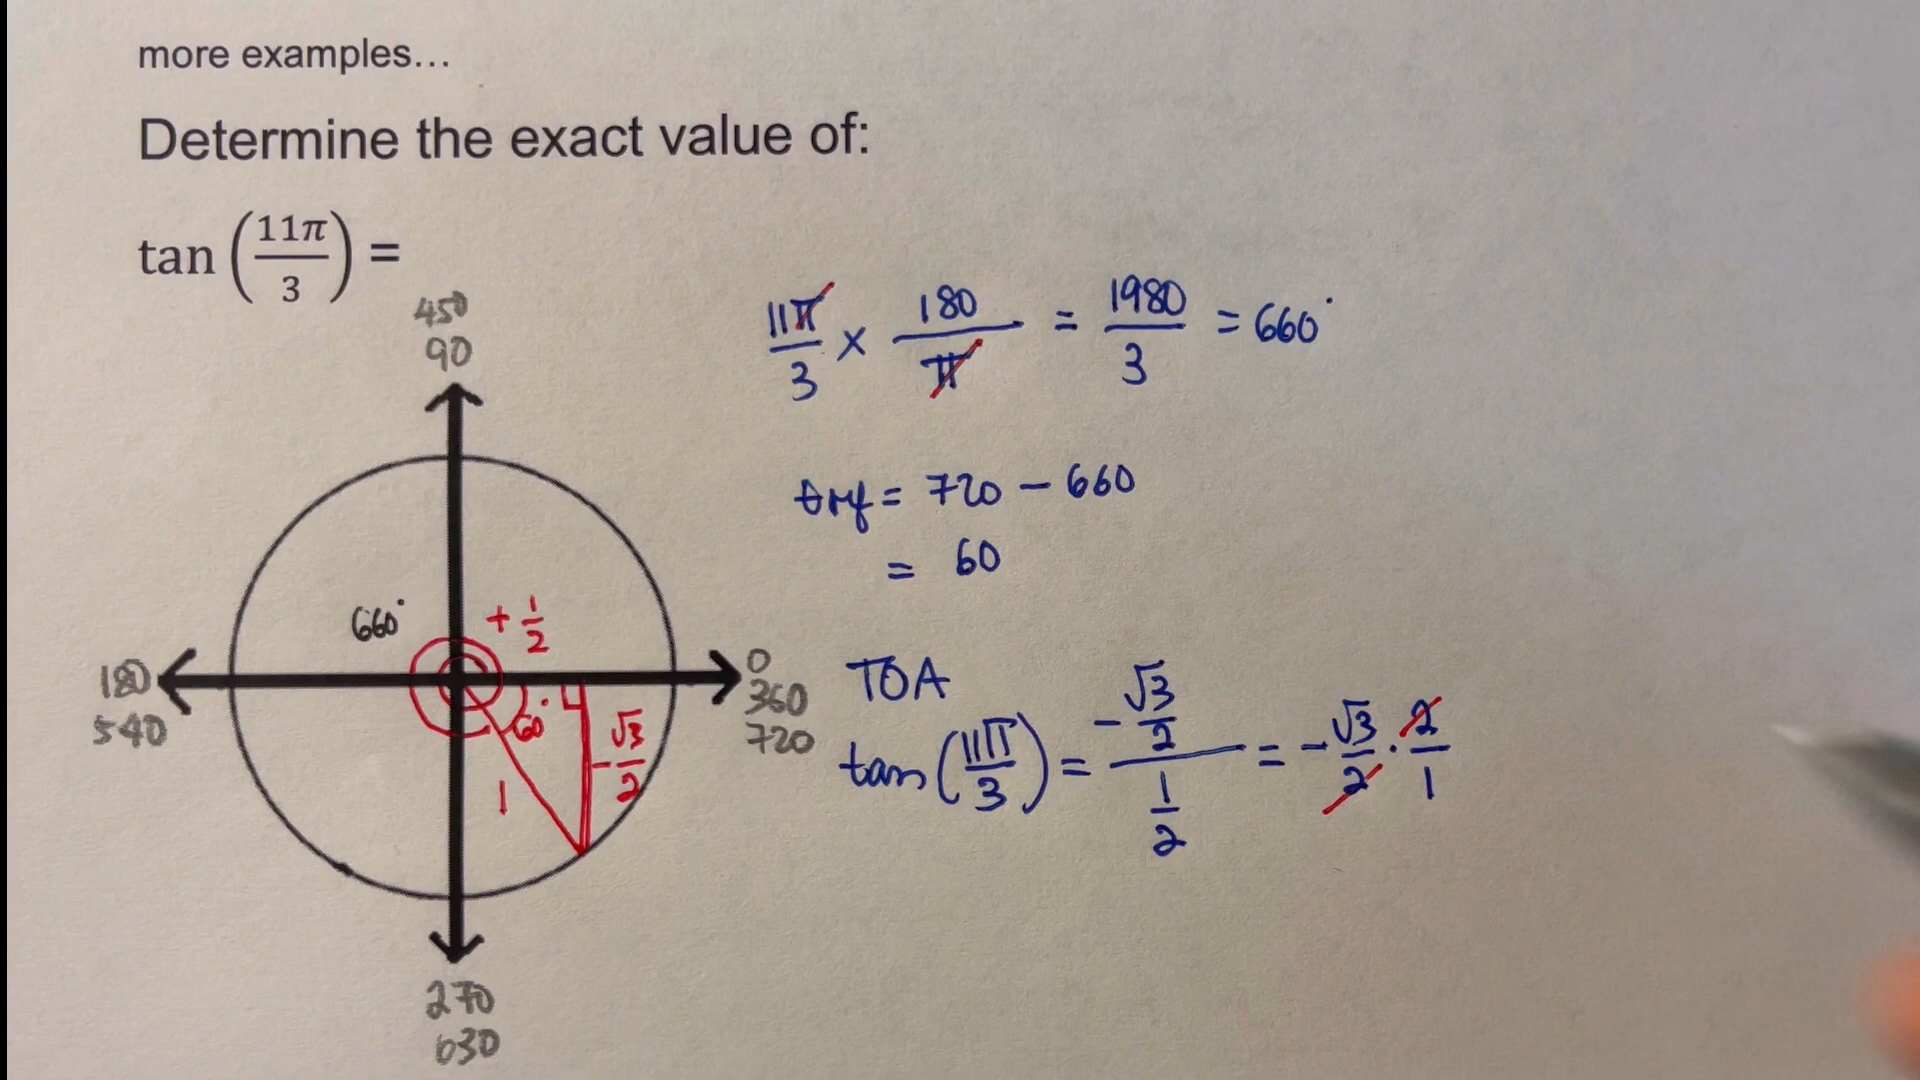 more examples...
Determine the exact value of:
tan (11π/3) =
450
90
11π/3 × 180/π = 1980/3 = 660°
θref = 720 - 660
= 60
660°
+ 1/2
180
540
0
360
720
60°
-√3/2
1
TOA
tan (11π/3) = (-√3/2)/(1/2) = -√3/2 · 2/1
270
630